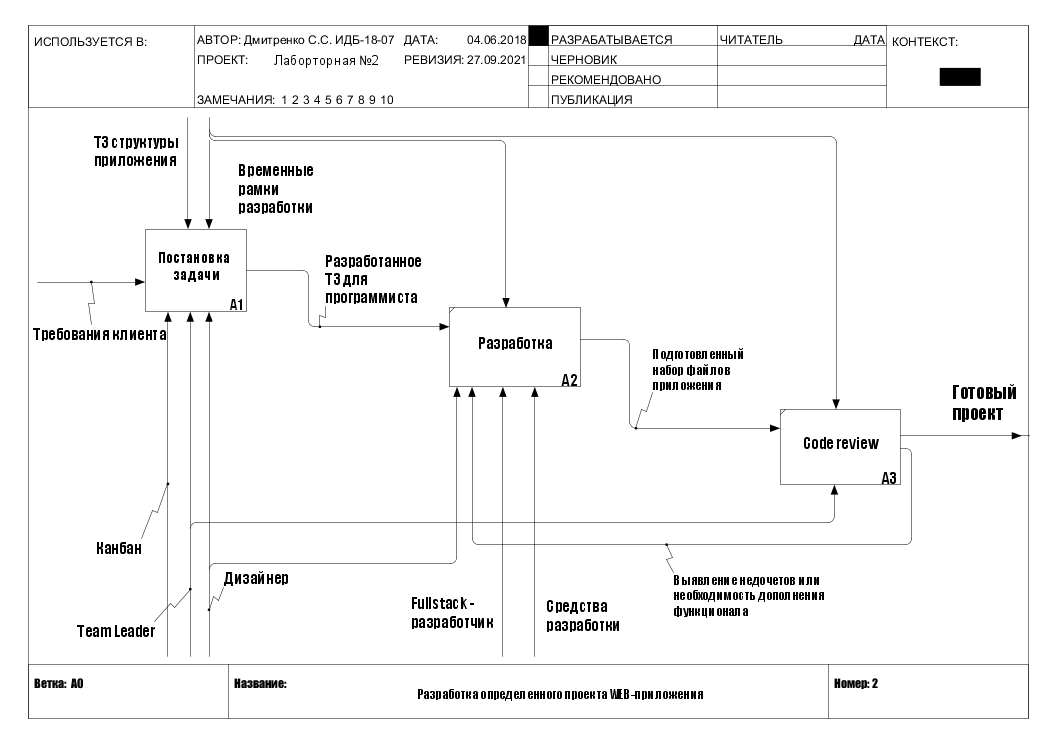 ИСПОЛЬЗУЕТСЯ В:
АВТОР: Дмитренко С.С. ИДБ-18-07
ДАТА: 04.06.2018
ПРОЕКТ: Лаборторная №2
РЕВИЗИЯ: 27.09.2021
ЗАМЕЧАНИЯ: 1 2 3 4 5 6 7 8 9 10
РАЗРАБАТЫВАЕТСЯ
ЧЕРНОВИК
РЕКОМЕНДОВАНО
ПУБЛИКАЦИЯ
ЧИТАТЕЛЬ
ДАТА
КОНТЕКСТ:
ТЗ структуры
приложения
Временные
рамки
разработки
Постановка
задачи
А1
Требования клиента
Разработанное
ТЗ для
программиста
Разработка
А2
Подготовленный
набор файлов
приложения
Готовый
проект
Code review
А3
Канбан
Дизайнер
Team Leader
Fullstack -
разработчик
Средства
разработки
Выявление недочетов или
необходимость дополнения
функционала
Ветка: А0
Название:
Разработка определенного проекта WEB-приложения
Номер: 2